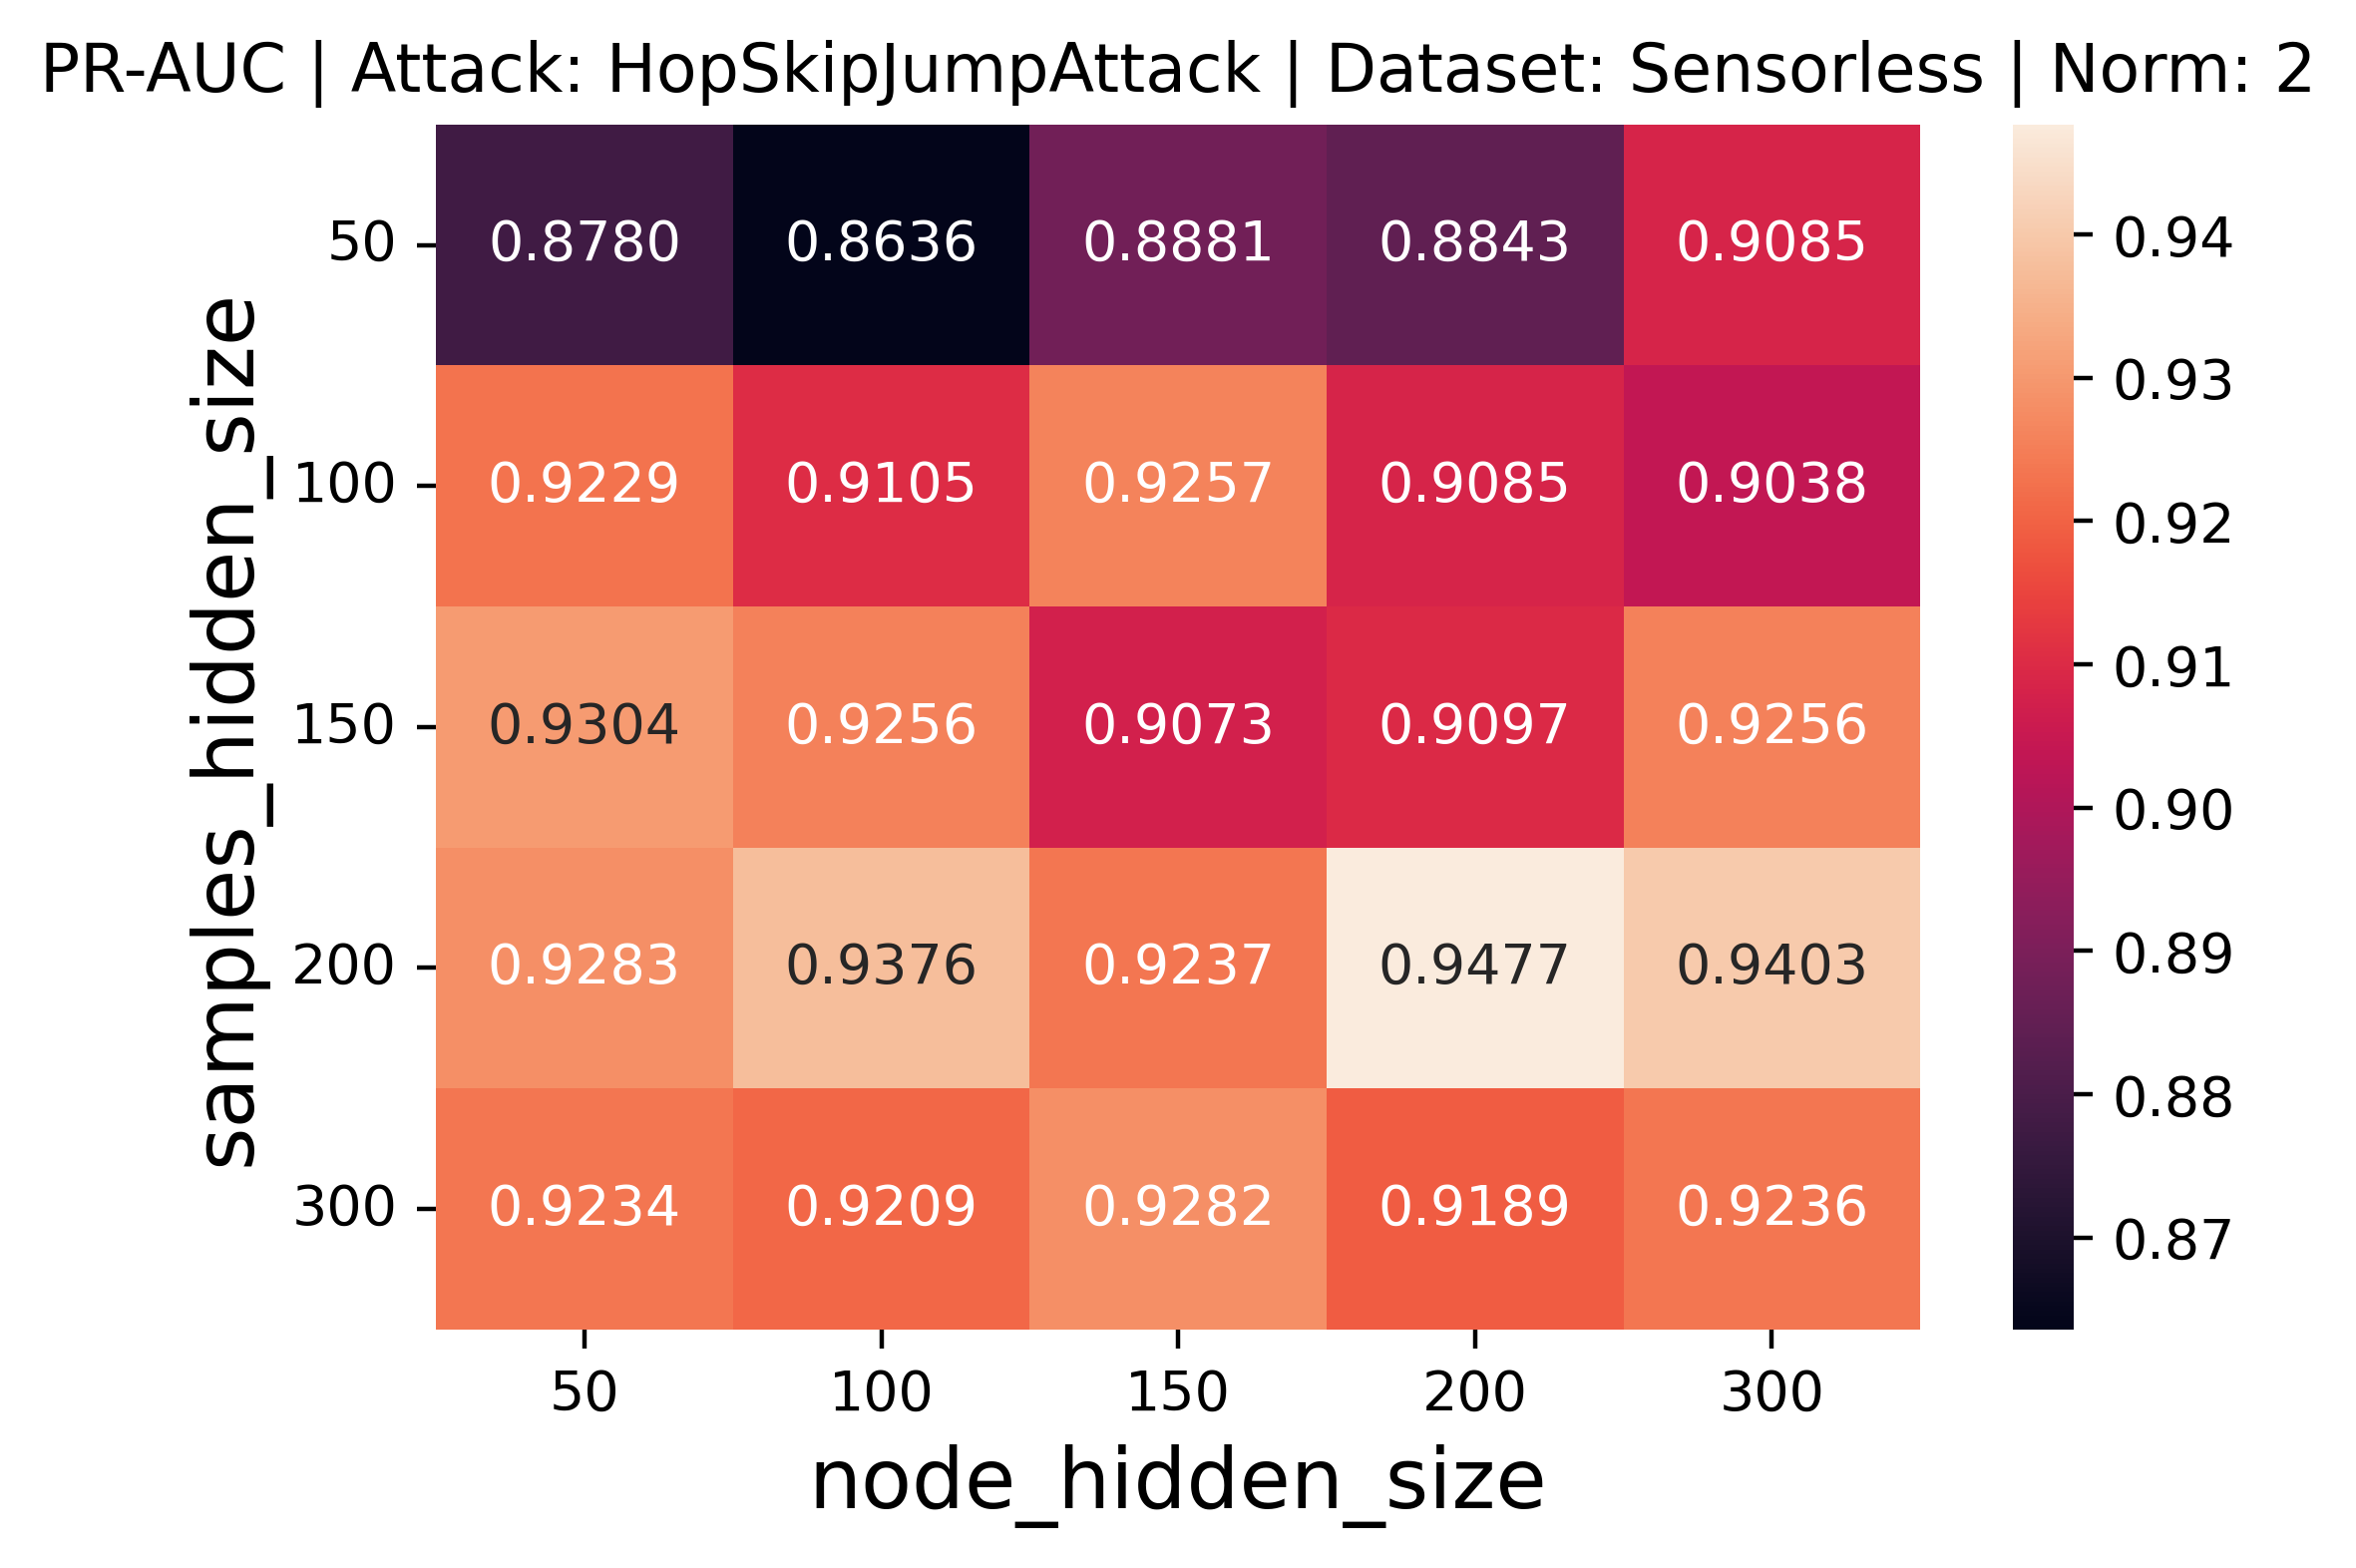 PR-AUC | Attack: HopSkipJumpAttack | Dataset: Sensorless | Norm: 2
samples_hidden_size
50 0.8780 0.8636 0.8881 0.8843 0.9085
100 0.9229 0.9105 0.9257 0.9085 0.9038
150 0.9304 0.9256 0.9073 0.9097 0.9256
200 0.9283 0.9376 0.9237 0.9477 0.9403
300 0.9234 0.9209 0.9282 0.9189 0.9236
50 100 150 200 300
node_hidden_size
0.94
0.93
0.92
0.91
0.90
0.89
0.88
0.87